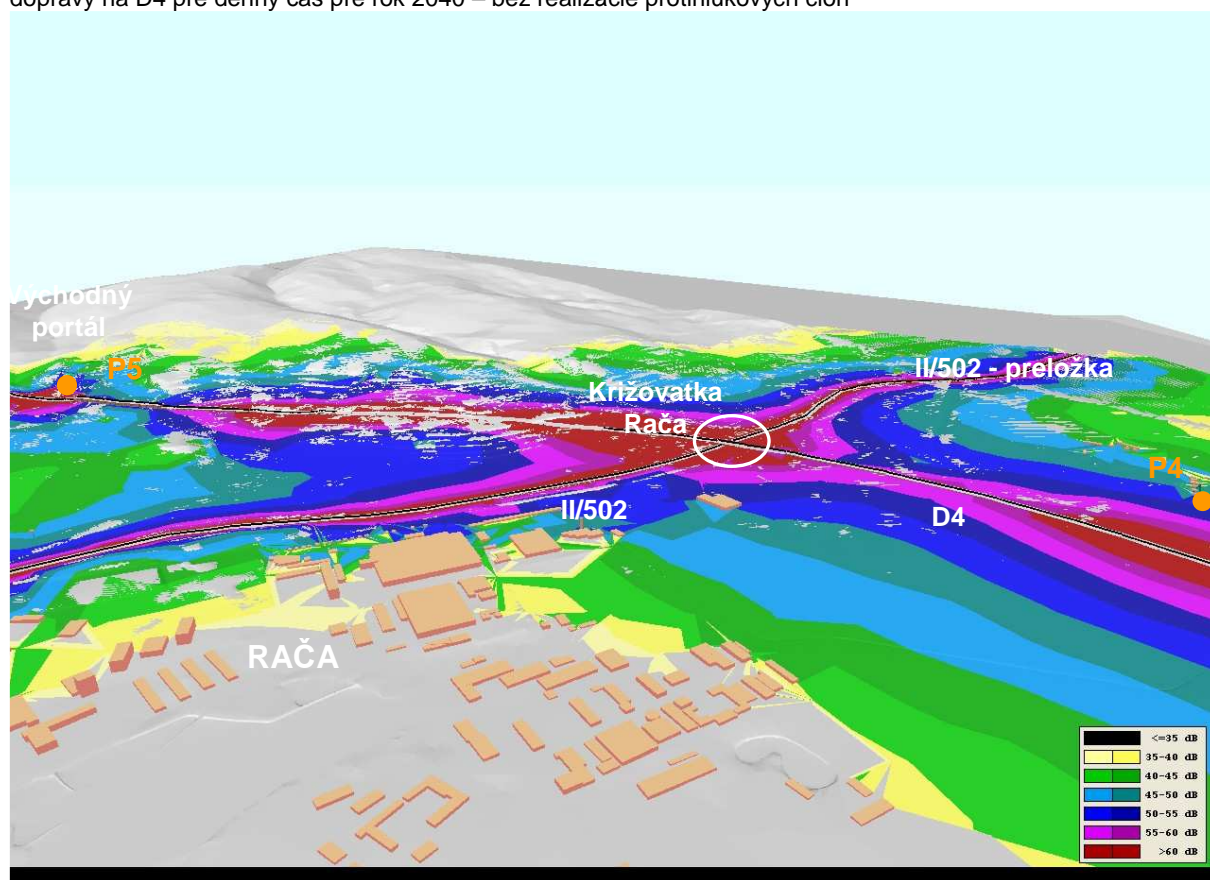 dopravy na D4 pre denný čas pre rok 2040 – bez realizácie protihlukových clôn
Východný
portál
P5
II/502 - preložka
Križovatka
Rača
P4
II/502
D4
RAČA
<=35 dB
35-40 dB
40-45 dB
45-50 dB
50-55 dB
55-60 dB
>60 dB